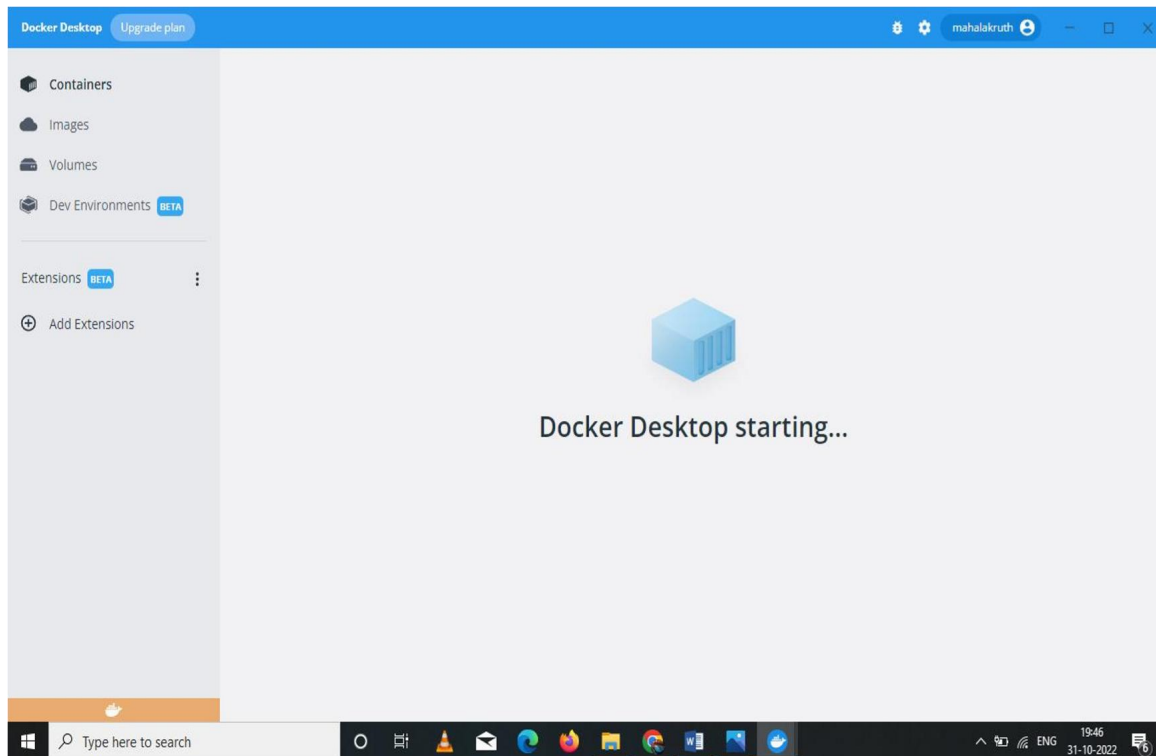 Docker Desktop Upgrade plan mahalakruth
Containers
Images
Volumes
Dev Environments BETA
Extensions BETA
Add Extensions
Docker Desktop starting...
Type here to search
ENG
19:46
31-10-2022
6